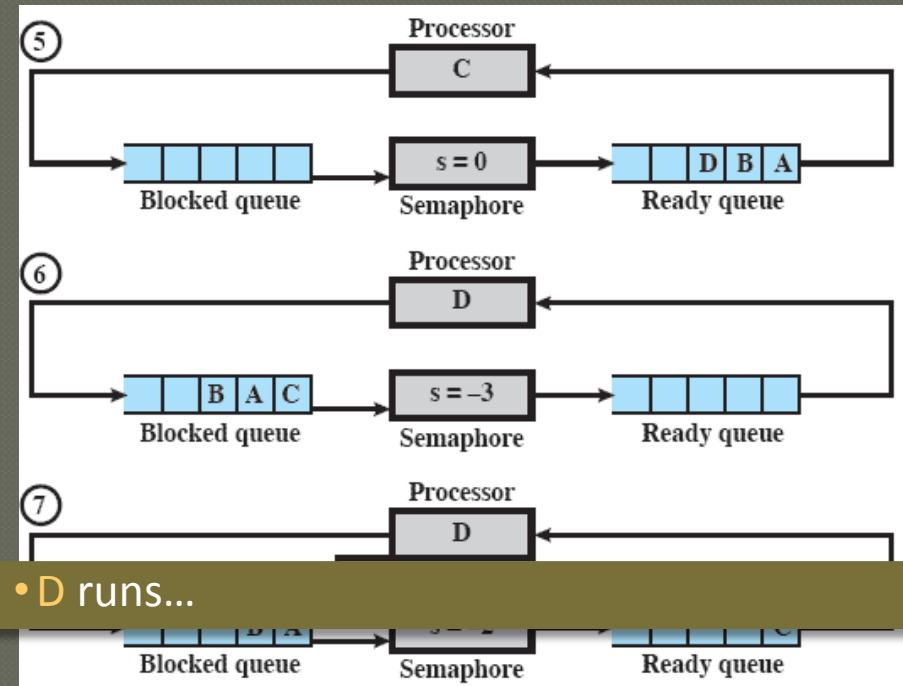 5
Processor
C
D B A
s = 0
Blocked queue
Semaphore
Ready queue
6
Processor
D
B A C
s = –3
Blocked queue
Semaphore
Ready queue
7
Processor
D
• D runs…
B A
s = –2
C
Blocked queue
Semaphore
Ready queue